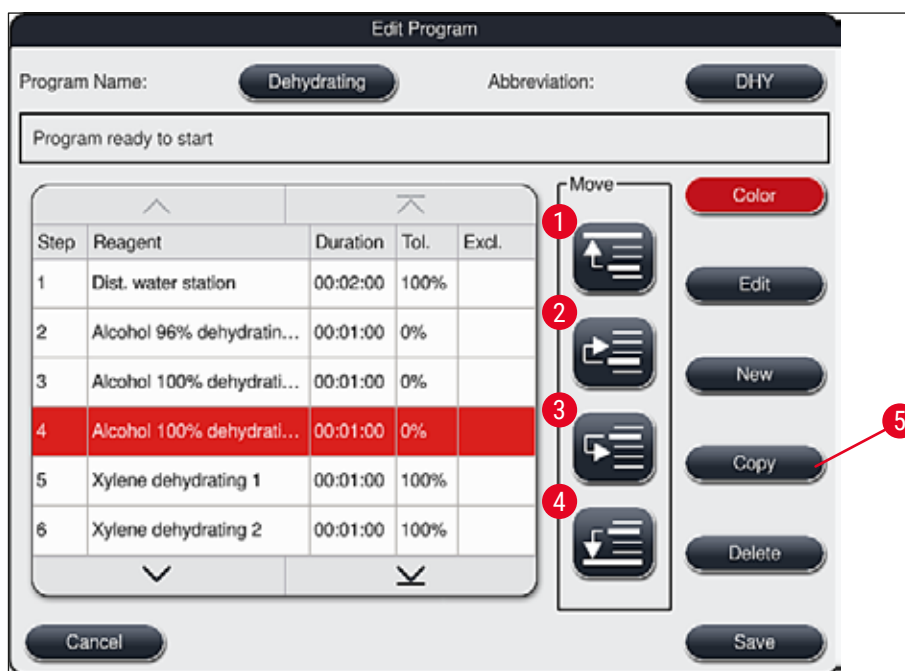 Edit Program
Program Name: Dehydrating Abbreviation: DHY
Program ready to start
Move
Color
1
Step Reagent Duration Tol. Excl.
1 Dist. water station 00:02:00 100%
Edit
2
2 Alcohol 96% dehydratin... 00:01:00 0%
3 Alcohol 100% dehydrati... 00:01:00 0%
New
3
4 Alcohol 100% dehydrati... 00:01:00 0%
5
Copy
5 Xylene dehydrating 1 00:01:00 100%
4
6 Xylene dehydrating 2 00:01:00 100%
Delete
Cancel Save